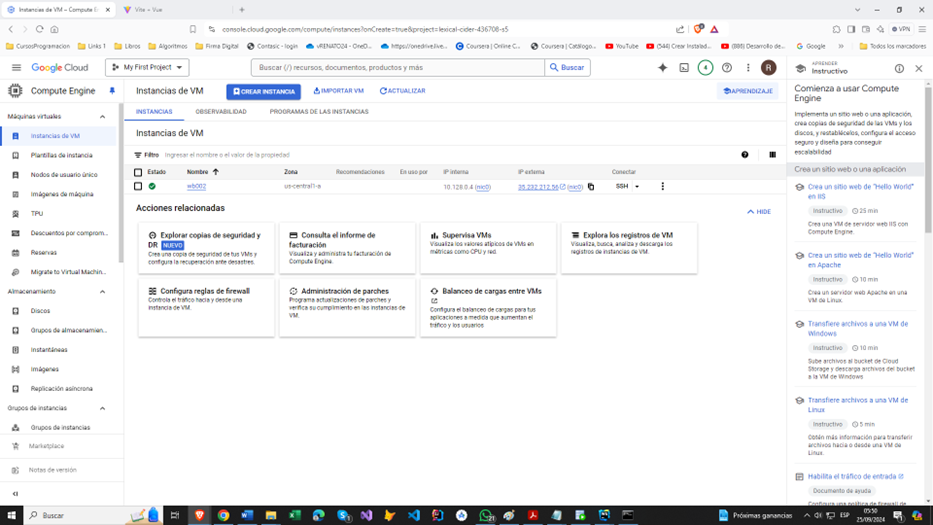 Instancias de VM – Compute Engine
Vite + Vue
console.cloud.google.com/compute/instances?onCreate=true&project=lexical-cider-436708-s5
VPN
CursosProgramacion
Links 1
Libros
Algoritmos
Firma Digital
Contasic - login
vRENATO24 - OneD...
https://onedrive.live...
Coursera | Online C...
Coursera | Catálogo...
YouTube
(544) Crear Instalad...
(886) Desarrollo de...
Google
Todos los marcadores
Google Cloud
My First Project
Buscar (/) recursos, documentos, productos y más
Buscar
4
R
APRENDER
Instructivo
Compute Engine
Máquinas virtuales
Instancias de VM
Plantillas de instancia
Nodos de usuario único
Imágenes de máquina
TPU
Descuentos por comprom...
Reservas
Migrate to Virtual Machin...
Almacenamiento
Discos
Grupos de almacenamien...
Instantáneas
Imágenes
Replicación asíncrona
Grupos de instancias
Grupos de instancias
Marketplace
Notas de versión
Instancias de VM
CREAR INSTANCIA
IMPORTAR VM
ACTUALIZAR
APRENDIZAJE
INSTANCIAS
OBSERVABILIDAD
PROGRAMAS DE LAS INSTANCIAS
Instancias de VM
Filtro
Ingresar el nombre o el valor de la propiedad
Estado
Nombre
Zona
Recomendaciones
En uso por
IP interna
IP externa
Conectar
wb002
us-central1-a
10.128.0.4 (nic0)
35.232.212.56 (nic0)
SSH
Acciones relacionadas
HIDE
Explorar copias de seguridad y
DR NUEVO
Crea una copia de seguridad de tus VMs y
configura la recuperación ante desastres.
Consulta el informe de
facturación
Visualiza y administra tu facturación de
Compute Engine.
Supervisa VMs
Visualiza los valores atípicos de VMs en
métricas como CPU y red.
Explora los registros de VM
Visualiza, busca, analiza y descarga los
registros de instancias de VM.
Configura reglas de firewall
Controla el tráfico hacia y desde una
instancia de VM.
Administración de parches
Programa actualizaciones de parches y
verifica su cumplimiento en las instancias de
VM.
Balanceo de cargas entre VMs
Configura el balanceo de cargas para tus
aplicaciones a medida que aumentan el
tráfico y los usuarios
Comienza a usar Compute
Engine
Implementa un sitio web o una aplicación,
crea copias de seguridad de las VMs y los
discos, y restablécelos, configura el acceso
seguro y diseña para conseguir
escalabilidad
Crea un sitio web o una aplicación
Crea un sitio web de "Hello World"
en IIS
Instructivo
25 min
Crea una VM de servidor web IIS con
Compute Engine.
Crea un sitio web de "Hello World"
en Apache
Instructivo
10 min
Crea un servidor web Apache en una
VM de Linux.
Transfiere archivos a una VM de
Windows
Instructivo
10 min
Sube archivos al bucket de Cloud
Storage y descarga archivos del bucket
a la VM de Windows
Transfiere archivos a una VM de
Linux
Instructivo
5 min
Obtén más información para transferir
archivos hacia o desde una VM de
Linux.
Habilita el tráfico de entrada
Documento de ayuda
Buscar
Próximas ganancias
ESP
05:50
25/09/2024